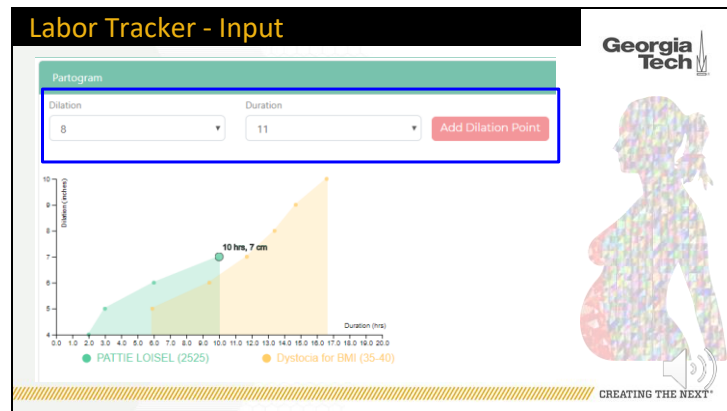 Labor Tracker - Input
Georgia
Tech
Partogram
Dilation
Duration
8
11
Add Dilation Point
10
9
8
7
6
5
4
Dilation (inches)
10 hrs, 7 cm
Duration (hrs)
0.0 1.0 2.0 3.0 4.0 5.0 6.0 7.0 8.0 9.0 10.0 11.0 12.0 13.0 14.0 15.0 16.0 17.0 18.0 19.0 20.0
PATTIE LOISEL (2525)
Dystocia for BMI (35-40)
CREATING THE NEXT®